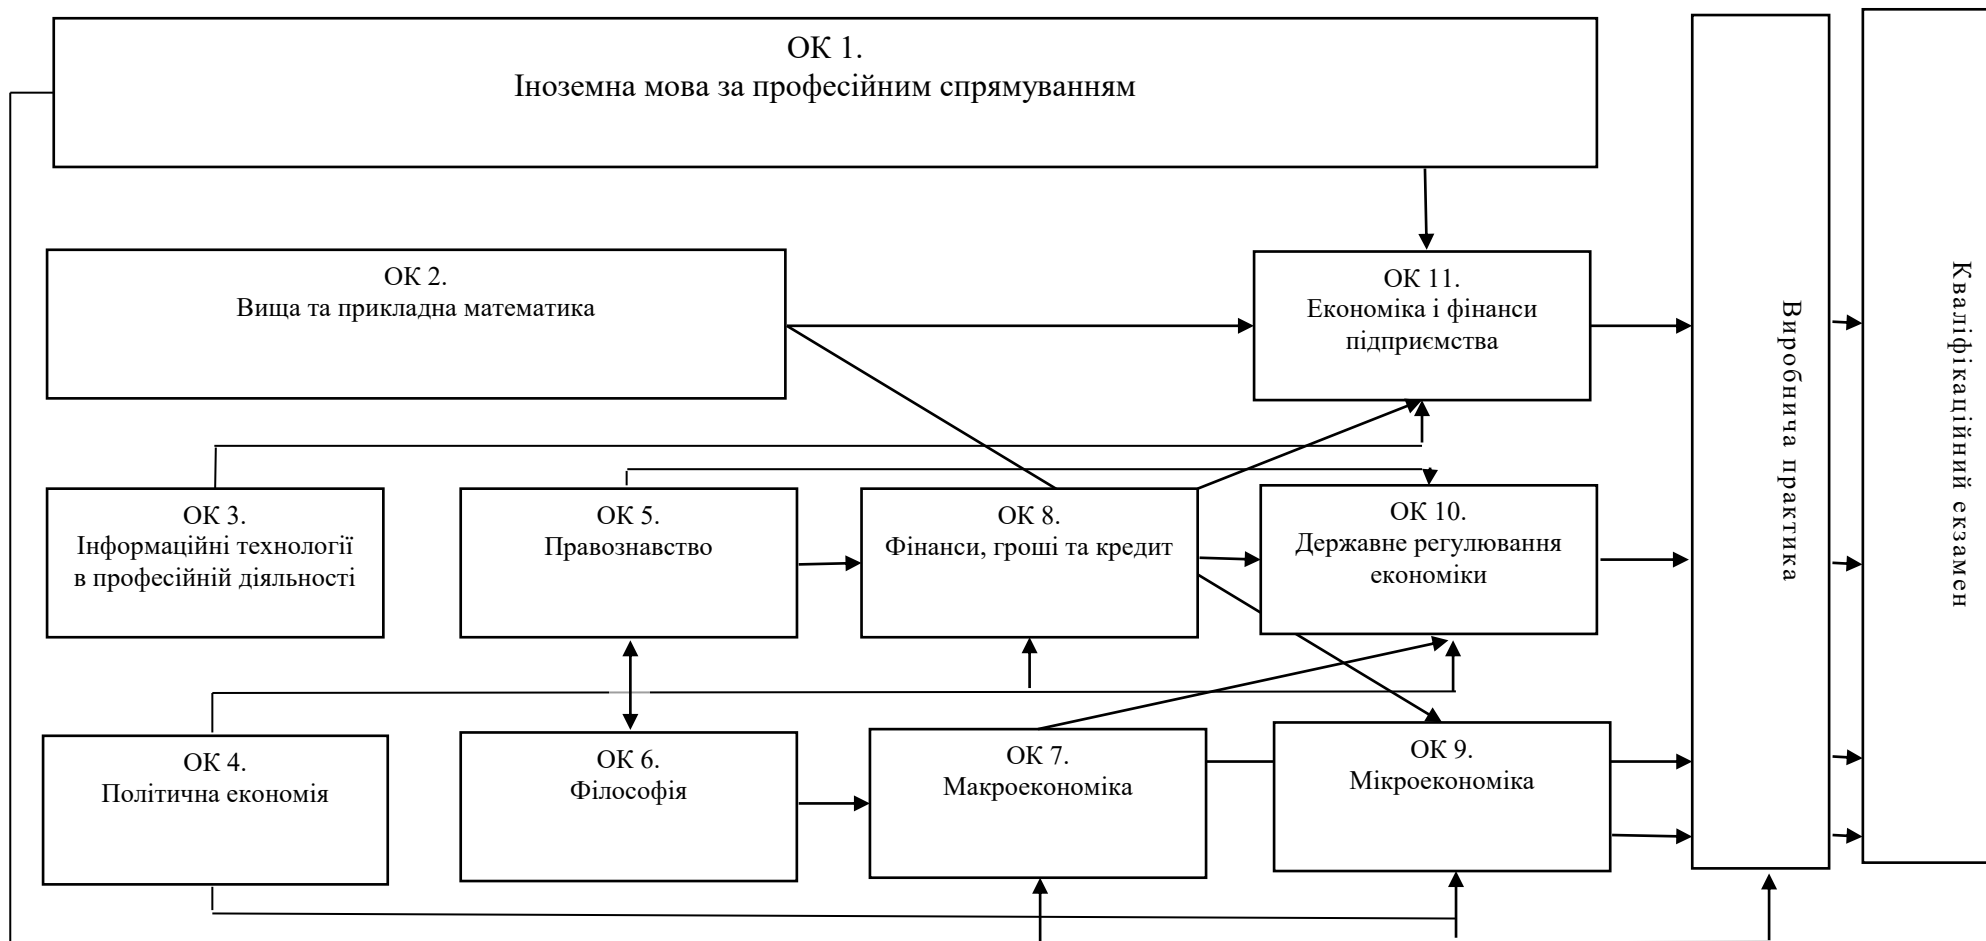 ОК 1.
Іноземна мова за професійним спрямуванням
ОК 2.
Вища та прикладна математика
ОК 11.
Економіка і фінанси
підприємства
ОК 3.
Інформаційні технології
в професійній діяльності
ОК 5.
Правознавство
ОК 8.
Фінанси, гроші та кредит
ОК 10.
Державне регулювання
економіки
ОК 4.
Політична економія
ОК 6.
Філософія
ОК 7.
Макроекономіка
ОК 9.
Мікроекономіка
Виробнича практика
Кваліфікаційний екзамен